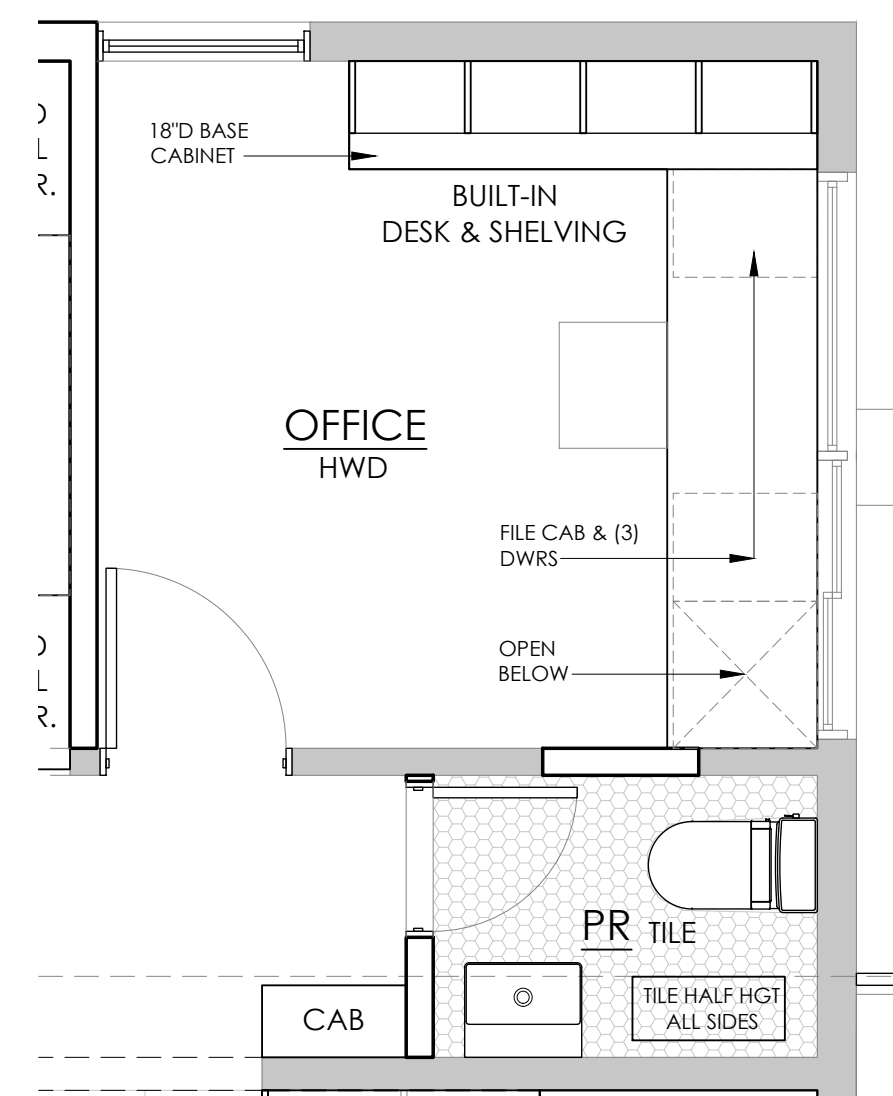 18"D BASE
CABINET
BUILT-IN
DESK & SHELVING
OFFICE
HWD
FILE CAB & (3)
DWRS
OPEN
BELOW
PR TILE
TILE HALF HGT
ALL SIDES
CAB
L
R.
L
R.